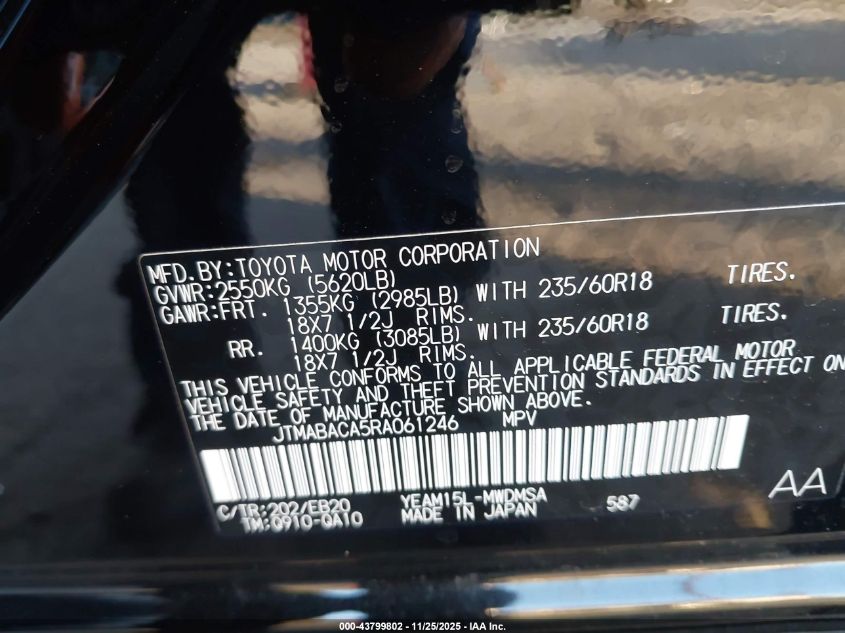 MFD.BY:TOYOTA MOTOR CORPORATION
GVWR:2550KG (5620LB)
GAWR:FRT. 1355KG (2985LB) WITH 235/60R18 TIRES.
18X7 1/2J RIMS.
RR. 1400KG (3085LB) WITH 235/60R18 TIRES.
18X7 1/2J RIMS.
THIS VEHICLE CONFORMS TO ALL APPLICABLE FEDERAL MOTOR
VEHICLE SAFETY AND THEFT PREVENTION STANDARDS IN EFFECT ON
THE DATE OF MANUFACTURE SHOWN ABOVE.
JTMABACA5RA061246 MPV
C/TR:202/EB20 YEAM15L-MWDMSA 587 AA
TM:Q910-QA10 MADE IN JAPAN
000-43799802 - 11/25/2025 - IAA Inc.